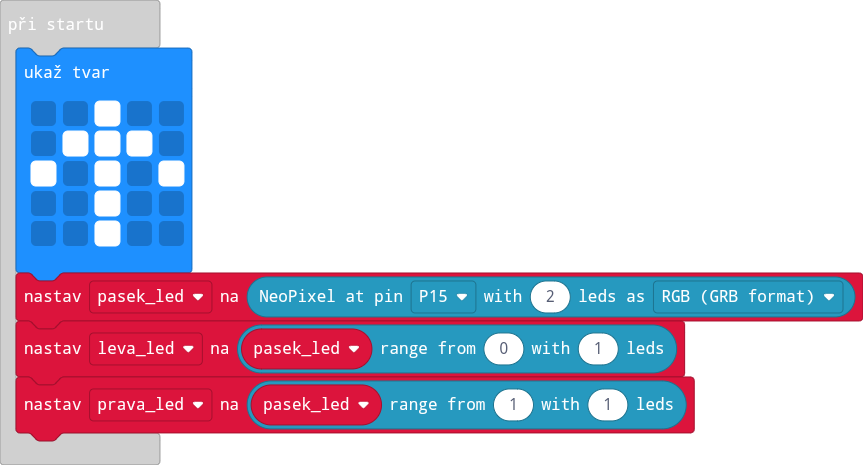 při startu
ukaž tvar
nastav pasek_led na NeoPixel at pin P15 with 2 leds as RGB (GRB format)
nastav leva_led na pasek_led range from 0 with 1 leds
nastav prava_led na pasek_led range from 1 with 1 leds